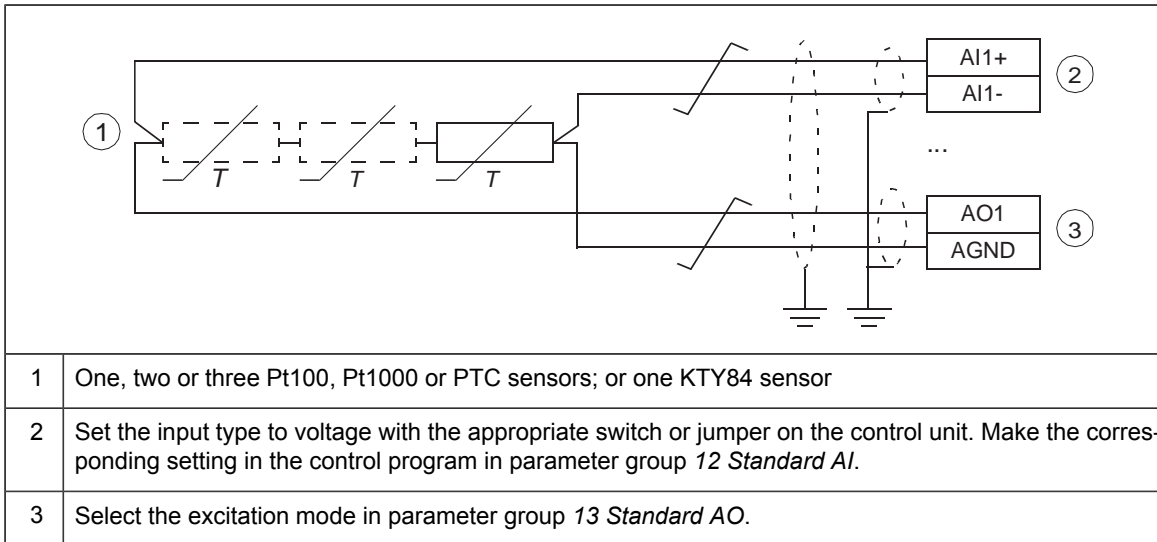 AI1+
2
AI1-
1
...
T
T
T
AO1
3
AGND
1 One, two or three Pt100, Pt1000 or PTC sensors; or one KTY84 sensor
2 Set the input type to voltage with the appropriate switch or jumper on the control unit. Make the corres-
ponding setting in the control program in parameter group 12 Standard AI.
3 Select the excitation mode in parameter group 13 Standard AO.